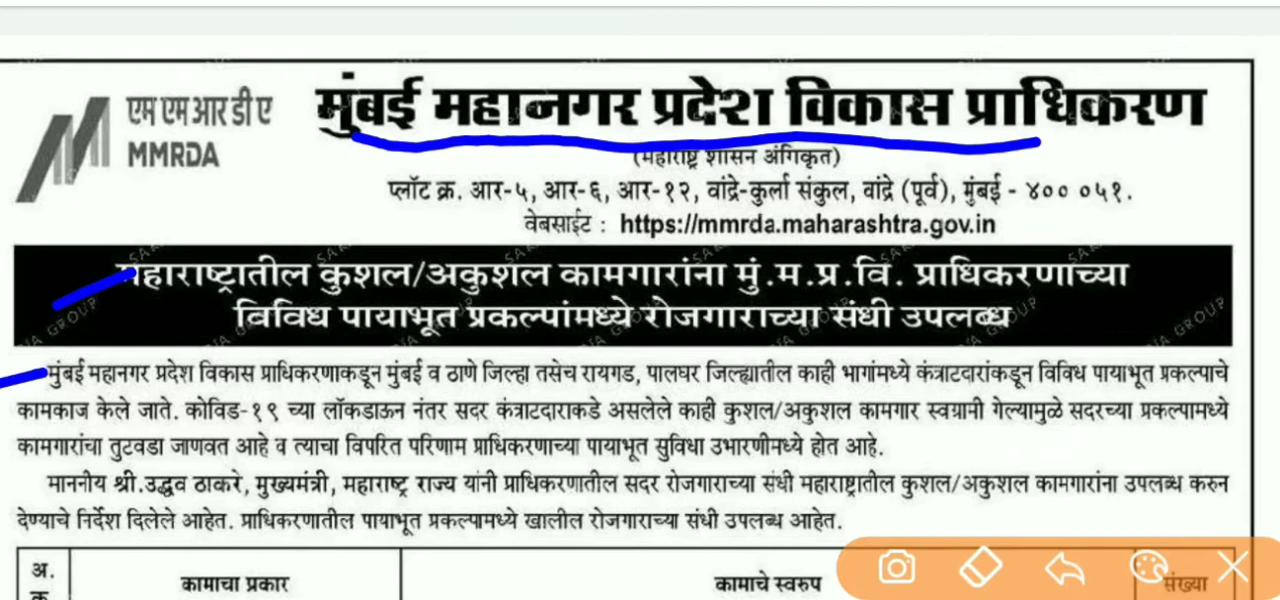 एम एम आर डी ए
MMRDA
मुंबई महानगर प्रदेश विकास प्राधिकरण
(महाराष्ट्र शासन अंगिकृत)
प्लॉट क्र. आर-५, आर-६, आर-१२, वांद्रे-कुर्ला संकुल, वांद्रे (पूर्व), मुंबई - ४०० ०५१.
वेबसाईट : https://mmrda.maharashtra.gov.in
महाराष्ट्रातील कुशल/अकुशल कामगारांना मुं.म.प्र.वि. प्राधिकरणाच्या
विविध पायाभूत प्रकल्पांमध्ये रोजगाराच्या संधी उपलब्ध
मुंबई महानगर प्रदेश विकास प्राधिकरणाकडून मुंबई व ठाणे जिल्हा तसेच रायगड, पालघर जिल्ह्यातील काही भागांमध्ये कंत्राटदारांकडून विविध पायाभूत प्रकल्पाचे
कामकाज केले जाते. कोविड-१९ च्या लॉकडाऊन नंतर सदर कंत्राटदाराकडे असलेले काही कुशल/अकुशल कामगार स्वग्रामी गेल्यामुळे सदरच्या प्रकल्पामध्ये
कामगारांचा तुटवडा जाणवत आहे व त्याचा विपरित परिणाम प्राधिकरणाच्या पायाभूत सुविधा उभारणीमध्ये होत आहे.
माननीय श्री.उद्धव ठाकरे, मुख्यमंत्री, महाराष्ट्र राज्य यांनी प्राधिकरणातील सदर रोजगाराच्या संधी महाराष्ट्रातील कुशल/अकुशल कामगारांना उपलब्ध करुन
देण्याचे निर्देश दिलेले आहेत. प्राधिकरणातील पायाभूत प्रकल्पामध्ये खालील रोजगाराच्या संधी उपलब्ध आहेत.
अ.
क्र. कामाचा प्रकार कामाचे स्वरुप संख्या